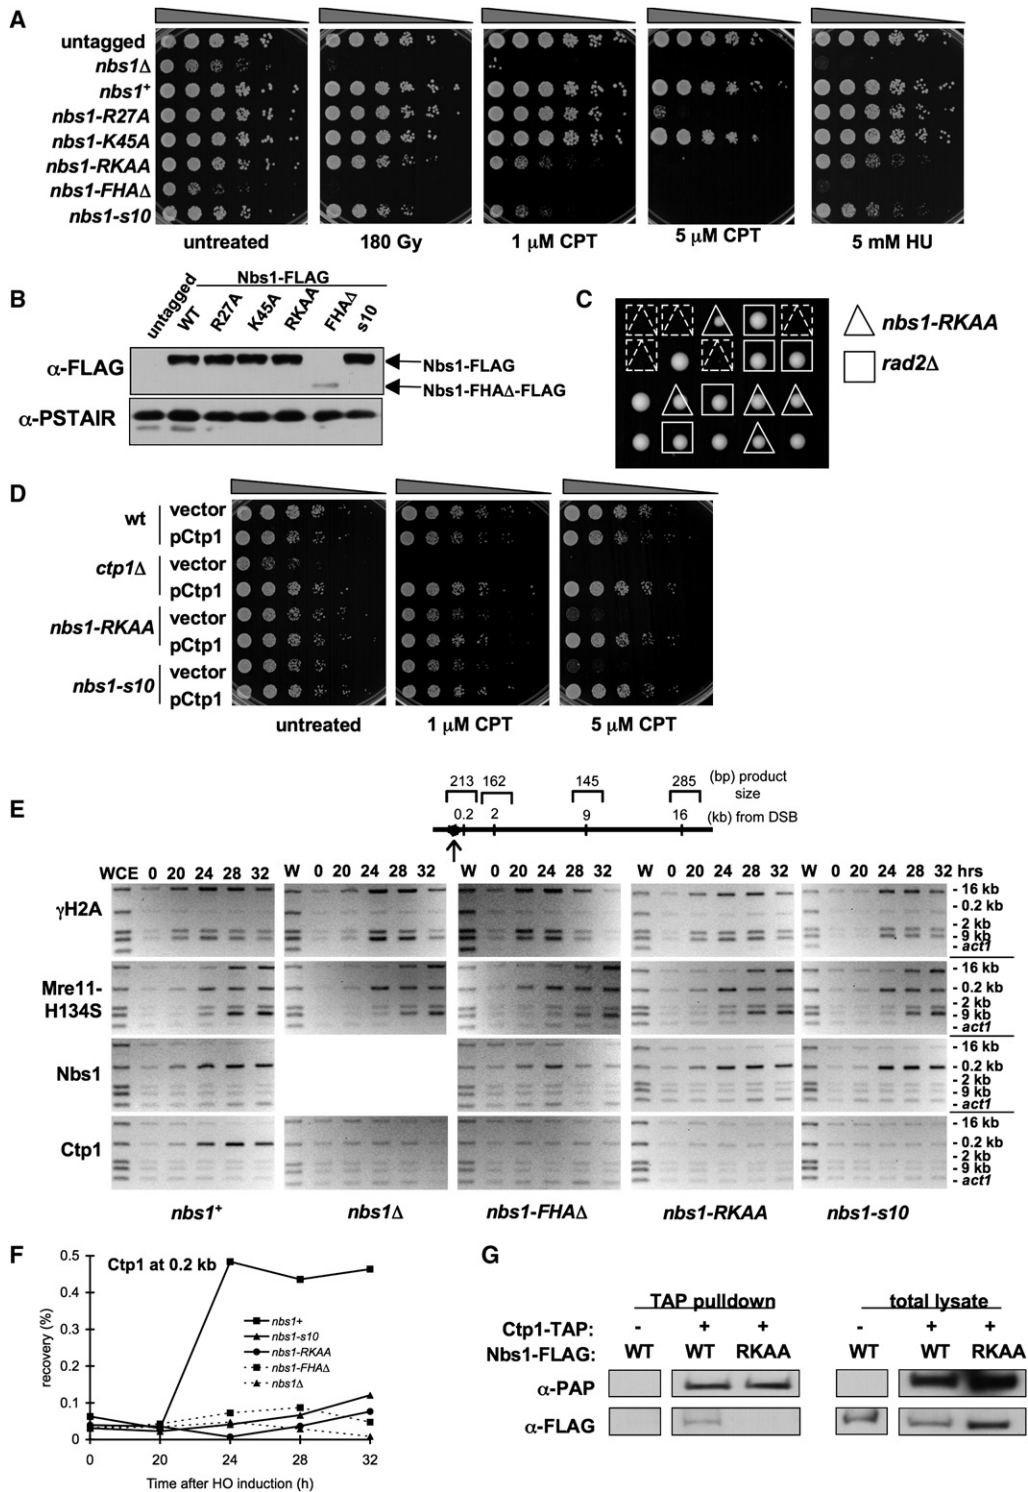 A
untagged
nbs1Δ
nbs1+
nbs1-R27A
nbs1-K45A
nbs1-RKAA
nbs1-FHAΔ
nbs1-s10
untreated
180 Gy
1 μM CPT
5 μM CPT
5 mM HU
B
Nbs1-FLAG
untagged
WT
R27A
K45A
RKAA
FHAΔ
s10
α-FLAG
Nbs1-FLAG
Nbs1-FHAΔ-FLAG
α-PSTAIR
C
nbs1-RKAA
rad2Δ
D
wt
vector
pCtp1
ctp1Δ
vector
pCtp1
nbs1-RKAA
vector
pCtp1
nbs1-s10
vector
pCtp1
untreated
1 μM CPT
5 μM CPT
E
213 162 145 285 (bp) product size
0.2 2 9 16 (kb) from DSB
WCE 0 20 24 28 32 W 0 20 24 28 32 W 0 20 24 28 32 W 0 20 24 28 32 W 0 20 24 28 32 hrs
γH2A
- 16 kb
- 0.2 kb
- 2 kb
- 9 kb
- act1
Mre11-H134S
- 16 kb
- 0.2 kb
- 2 kb
- 9 kb
- act1
Nbs1
- 16 kb
- 0.2 kb
- 2 kb
- 9 kb
- act1
Ctp1
- 16 kb
- 0.2 kb
- 2 kb
- 9 kb
- act1
nbs1+ nbs1Δ nbs1-FHAΔ nbs1-RKAA nbs1-s10
F
Ctp1 at 0.2 kb
recovery (%)
0.5
0.4
0.3
0.2
0.1
0
nbs1+
nbs1-s10
nbs1-RKAA
nbs1-FHAΔ
nbs1Δ
0 20 24 28 32
Time after HO induction (h)
G
TAP pulldown total lysate
Ctp1-TAP: - + + - + +
Nbs1-FLAG: WT WT RKAA WT WT RKAA
α-PAP
α-FLAG